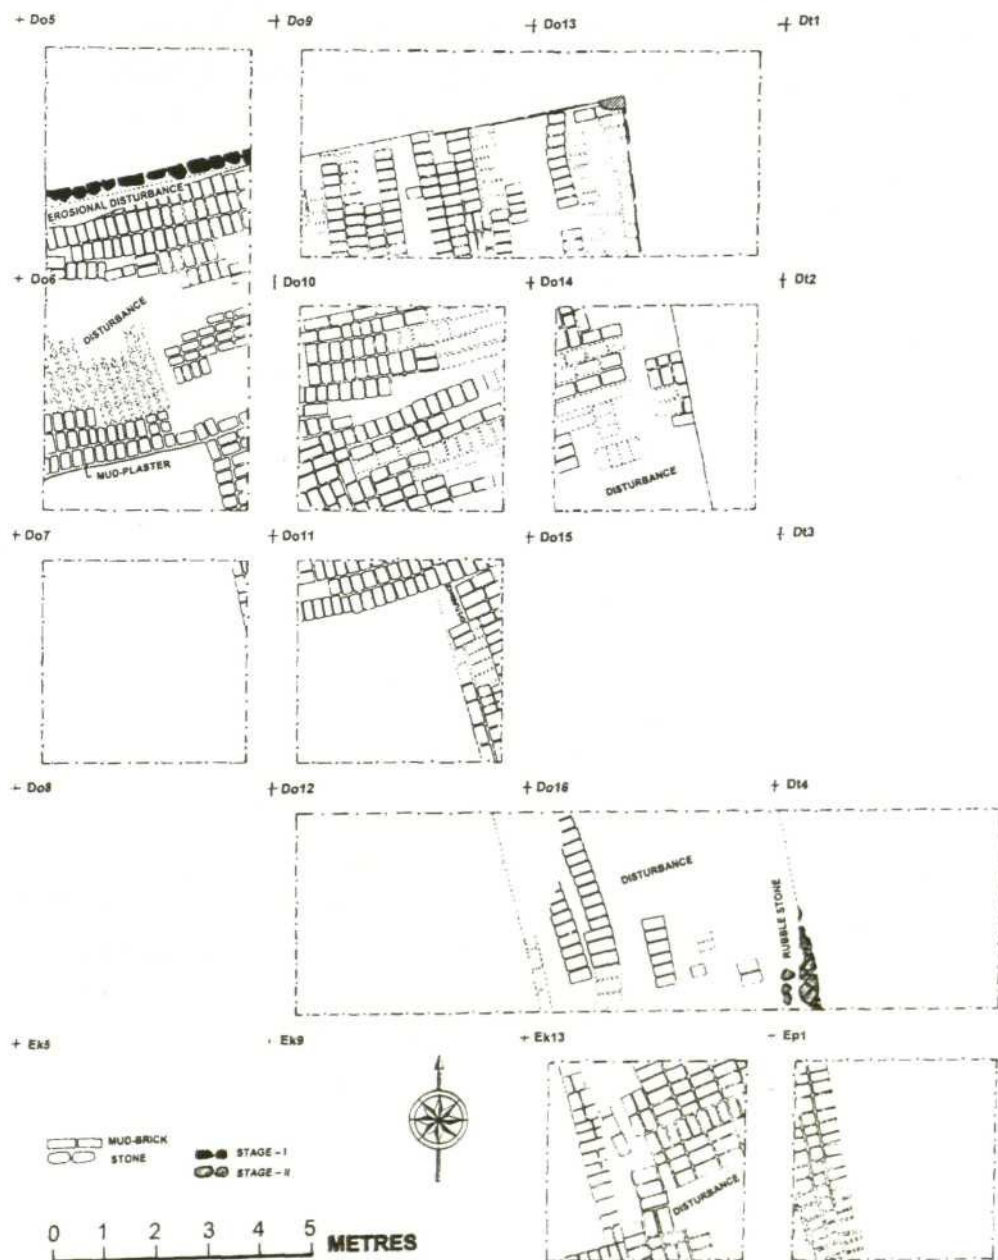 Do5 Do9 Do13 Dt1
EROSIONAL DISTURBANCE
Do6 Do10 Do14 Dt2
DISTURBANCE
MUD-PLASTER
DISTURBANCE
Do7 Do11 Do15 Dt3
Do8 Do12 Do16 Dt4
DISTURBANCE
RUBBLE STONE
Ek5 Ek9 Ek13 Ep1
MUD-BRICK
STONE
STAGE-I
STAGE-II
DISTURBANCE
0 1 2 3 4 5 METRES